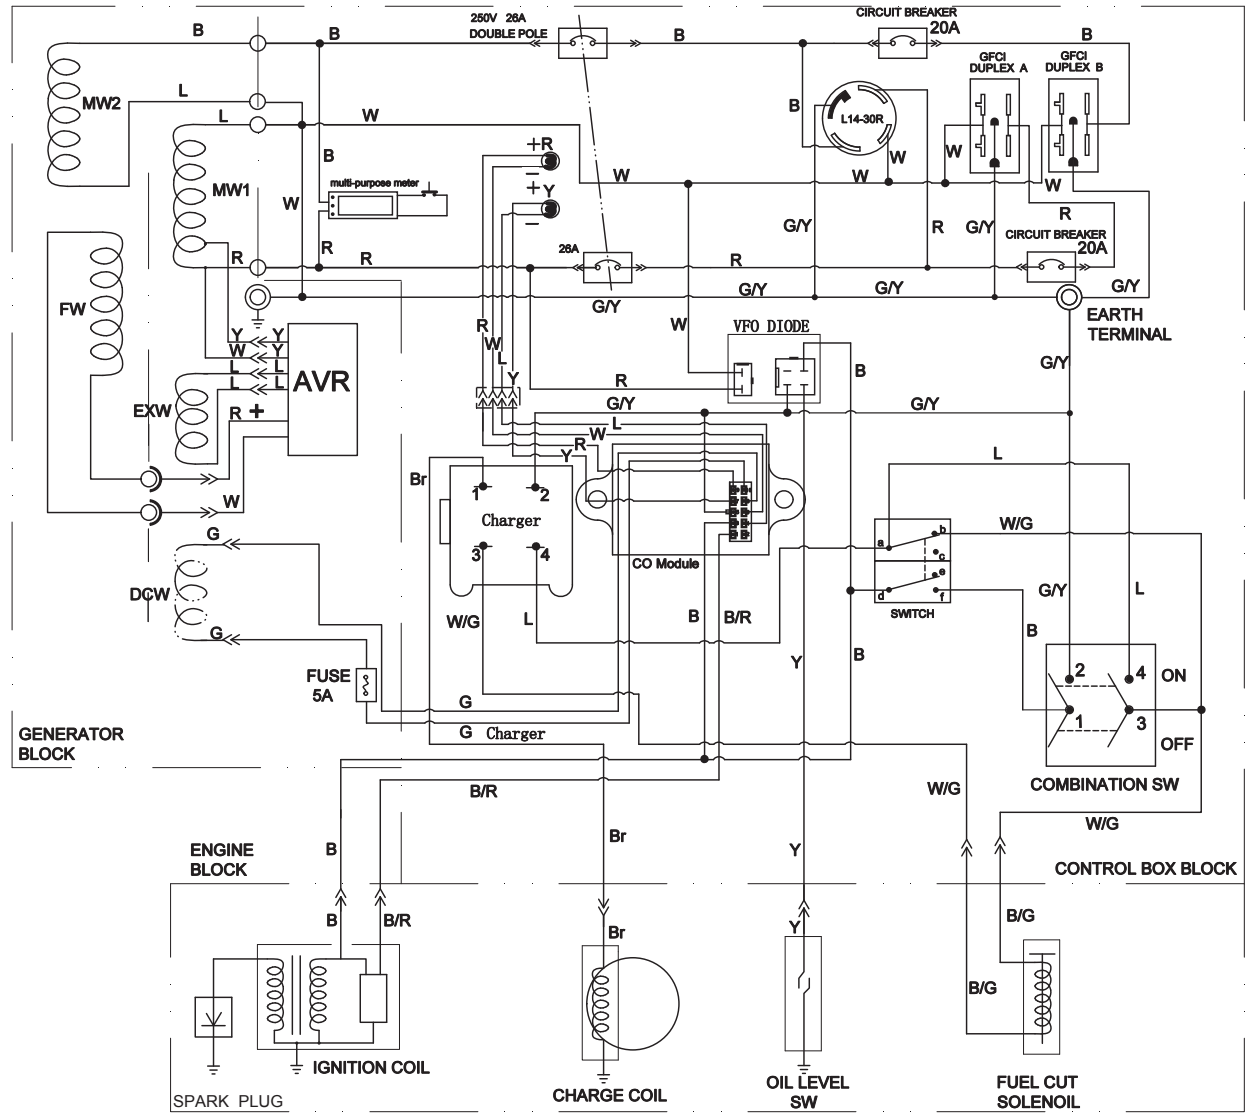 250V 26A
DOUBLE POLE
CIRCUIT BREAKER
20A
B
B
B
B
GFCI
DUPLEX A
GFCI
DUPLEX B
MW2
L
L
W
B
L14-30R
+R
−
+
Y
−
MW1
B
multi-purpose meter
W
W
W
W
W
W
R
R
R
26A
G/Y
R
R
G/Y
R
CIRCUIT BREAKER
20A
G/Y
G/Y
G/Y
G/Y
EARTH
TERMINAL
FW
Y
Y
W
Y
L
L
L
L
AVR
R
W
L
Y
W
VFO DIODE
B
G/Y
EXW
R +
R
G/Y
G/Y
L
W
R
Y
L
Br
1
2
Charger
3
4
W
G
CO Module
a
b
c
d
e
f
SWITCH
W/G
DCW
G
W/G
L
B
B/R
Y
B
B
G/Y
L
FUSE
5A
2
4
ON
1
3
OFF
COMBINATION SW
G
G Charger
GENERATOR
BLOCK
B/R
W/G
W/G
ENGINE
BLOCK
B
Br
Y
CONTROL BOX BLOCK
B
B/R
Br
Y
B/G
B/G
IGNITION COIL
CHARGE COIL
OIL LEVEL
SW
FUEL CUT
SOLENOIL
SPARK PLUG